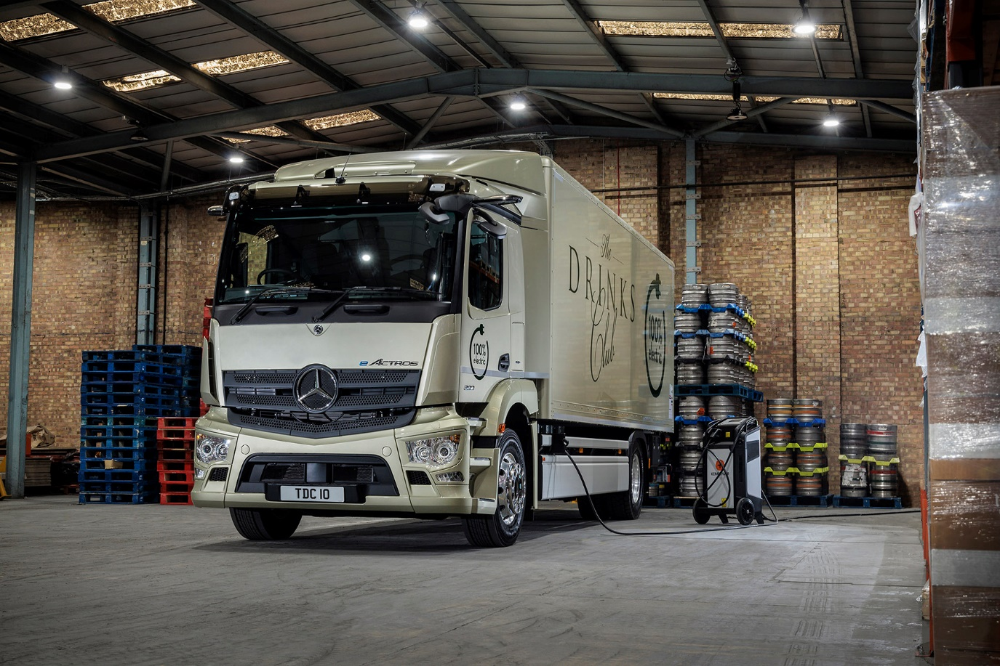 eACTROS
100%
electric
TDC 10
The
DRINKS
Club
100%
electric